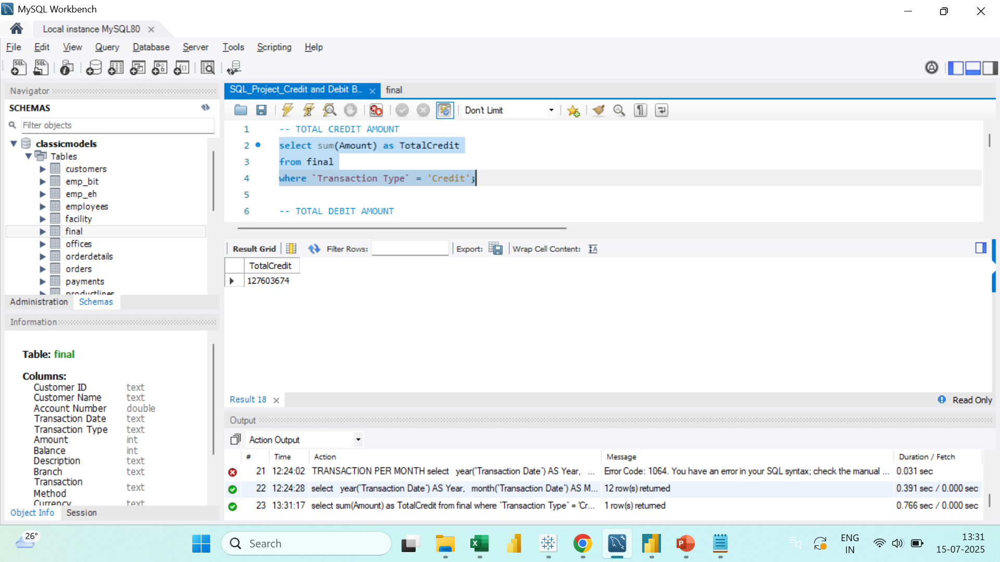 MySQL Workbench
Local instance MySQL80
File Edit View Query Database Server Tools Scripting Help
Navigator
SCHEMAS
Filter objects
classicmodels
Tables
customers
emp_bit
emp_eh
employees
facility
final
offices
orderdetails
orders
payments
productlines
Administration Schemas
Information
Table: final
Columns:
Customer ID text
Customer Name text
Account Number double
Transaction Date text
Transaction Type text
Amount int
Balance int
Description text
Branch text
Transaction
Method text
Currency text
Object Info Session
SQL_Project_Credit and Debit B... final
Don't Limit
1 -- TOTAL CREDIT AMOUNT
2 select sum(Amount) as TotalCredit
3 from final
4 where `Transaction Type` = 'Credit';
5
6 -- TOTAL DEBIT AMOUNT
Result Grid Filter Rows: Export: Wrap Cell Content:
TotalCredit
127603674
Result 18
Read Only
Output
Action Output
# Time Action Message Duration / Fetch
21 12:24:02 TRANSACTION PER MONTH select year(`Transaction Date`) AS Year, ... Error Code: 1064. You have an error in your SQL syntax; check the manual ... 0.031 sec
22 12:24:28 select year(`Transaction Date`) AS Year, month(`Transaction Date`) AS M... 12 row(s) returned 0.391 sec / 0.000 sec
23 13:31:17 select sum(Amount) as TotalCredit from final where `Transaction Type` = 'Cr... 1 row(s) returned 0.766 sec / 0.000 sec
26°
Search
ENG
IN
13:31
15-07-2025